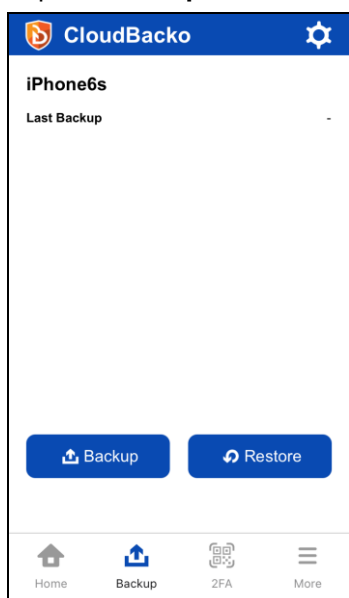 CloudBacko
iPhone6s
Last Backup -
Backup Restore
Home Backup 2FA More